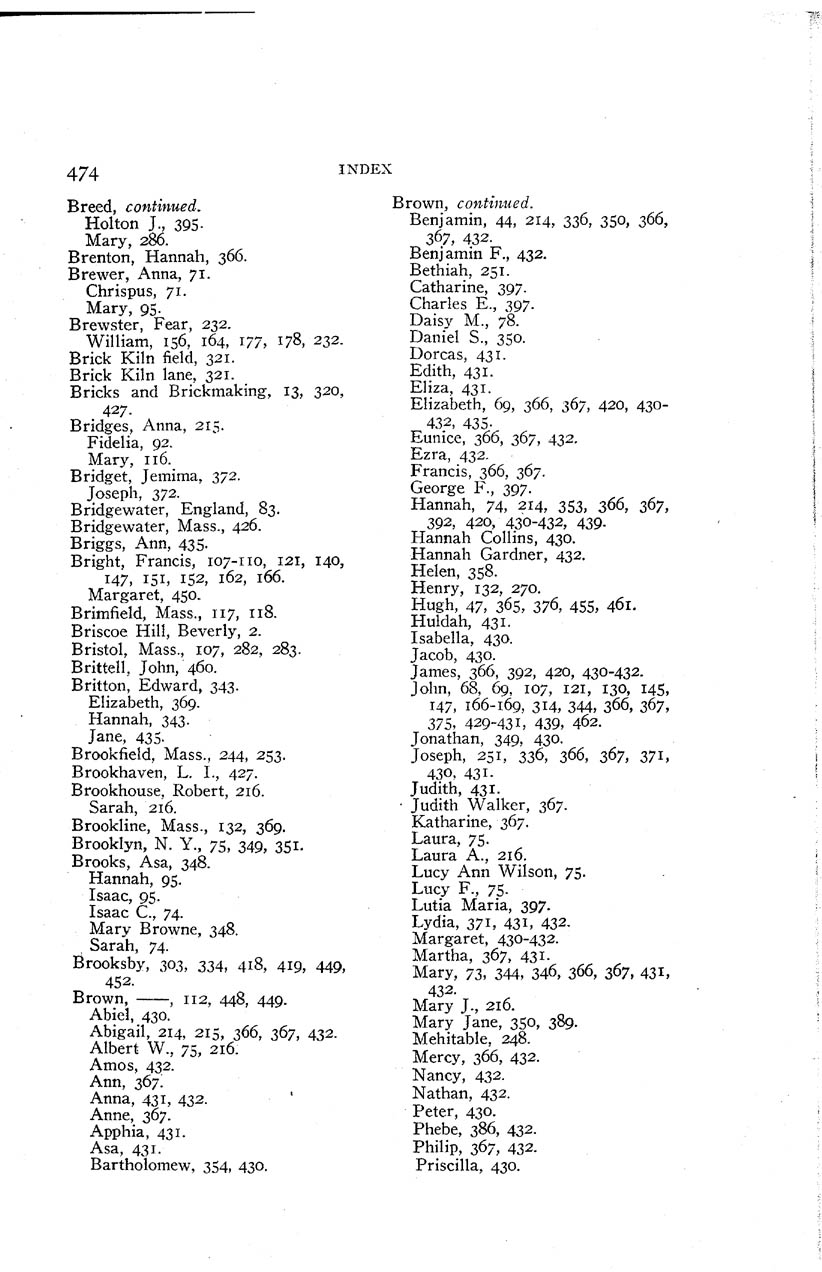 474
INDEX
Breed, continued.
Holton J., 395.
Mary, 286.
Brenton, Hannah, 366.
Brewer, Anna, 71.
Chrispus, 71.
Mary, 95.
Brewster, Fear, 232.
William, 156, 164, 177, 178, 232.
Brick Kiln field, 321.
Brick Kiln lane, 321.
Bricks and Brickmaking, 13, 320,
427.
Bridges, Anna, 215.
Fidelia, 92.
Mary, 116.
Bridget, Jemima, 372.
Joseph, 372.
Bridgewater, England, 83.
Bridgewater, Mass., 426.
Briggs, Ann, 435.
Bright, Francis, 107-110, 121, 140,
147, 151, 152, 162, 166.
Margaret, 450.
Brimfield, Mass., 117, 118.
Briscoe Hill, Beverly, 2.
Bristol, Mass., 107, 282, 283.
Brittell, John, 460.
Britton, Edward, 343.
Elizabeth, 369.
Hannah, 343.
Jane, 435.
Brookfield, Mass., 244, 253.
Brookhaven, L. I., 427.
Brookhouse, Robert, 216.
Sarah, 216.
Brookline, Mass., 132, 369.
Brooklyn, N. Y., 75, 349, 351.
Brooks, Asa, 348.
Hannah, 95.
Isaac, 95.
Isaac C., 74.
Mary Browne, 348.
Sarah, 74.
Brooksby, 303, 334, 418, 419, 449,
452.
Brown, ——, 112, 448, 449.
Abiel, 430.
Abigail, 214, 215, 366, 367, 432.
Albert W., 75, 216.
Amos, 432.
Ann, 367.
Anna, 431, 432.
Anne, 367.
Apphia, 431.
Asa, 431.
Bartholomew, 354, 430.
Brown, continued.
Benjamin, 44, 214, 336, 350, 366,
367, 432.
Benjamin F., 432.
Bethiah, 251.
Catharine, 397.
Charles E., 397.
Daisy M., 78.
Daniel S., 350.
Dorcas, 431.
Edith, 431.
Eliza, 431.
Elizabeth, 69, 366, 367, 420, 430-
432, 435.
Eunice, 366, 367, 432.
Ezra, 432.
Francis, 366, 367.
George F., 397.
Hannah, 74, 214, 353, 366, 367,
392, 420, 430-432, 439.
Hannah Collins, 430.
Hannah Gardner, 432.
Helen, 358.
Henry, 132, 270.
Hugh, 47, 365, 376, 455, 461.
Huldah, 431.
Isabella, 430.
Jacob, 430.
James, 366, 392, 420, 430-432.
John, 68, 69, 107, 121, 130, 145,
147, 166-169, 314, 344, 366, 367,
375, 429-431, 439, 462.
Jonathan, 349, 430.
Joseph, 251, 336, 366, 367, 371,
430, 431.
Judith, 431.
Judith Walker, 367.
Katharine, 367.
Laura, 75.
Laura A., 216.
Lucy Ann Wilson, 75.
Lucy F., 75.
Lutia Maria, 397.
Lydia, 371, 431, 432.
Margaret, 430-432.
Martha, 367, 431.
Mary, 73, 344, 346, 366, 367, 431,
432.
Mary J., 216.
Mary Jane, 350, 389.
Mehitable, 248.
Mercy, 366, 432.
Nancy, 432.
Nathan, 432.
Peter, 430.
Phebe, 386, 432.
Philip, 367, 432.
Priscilla, 430.